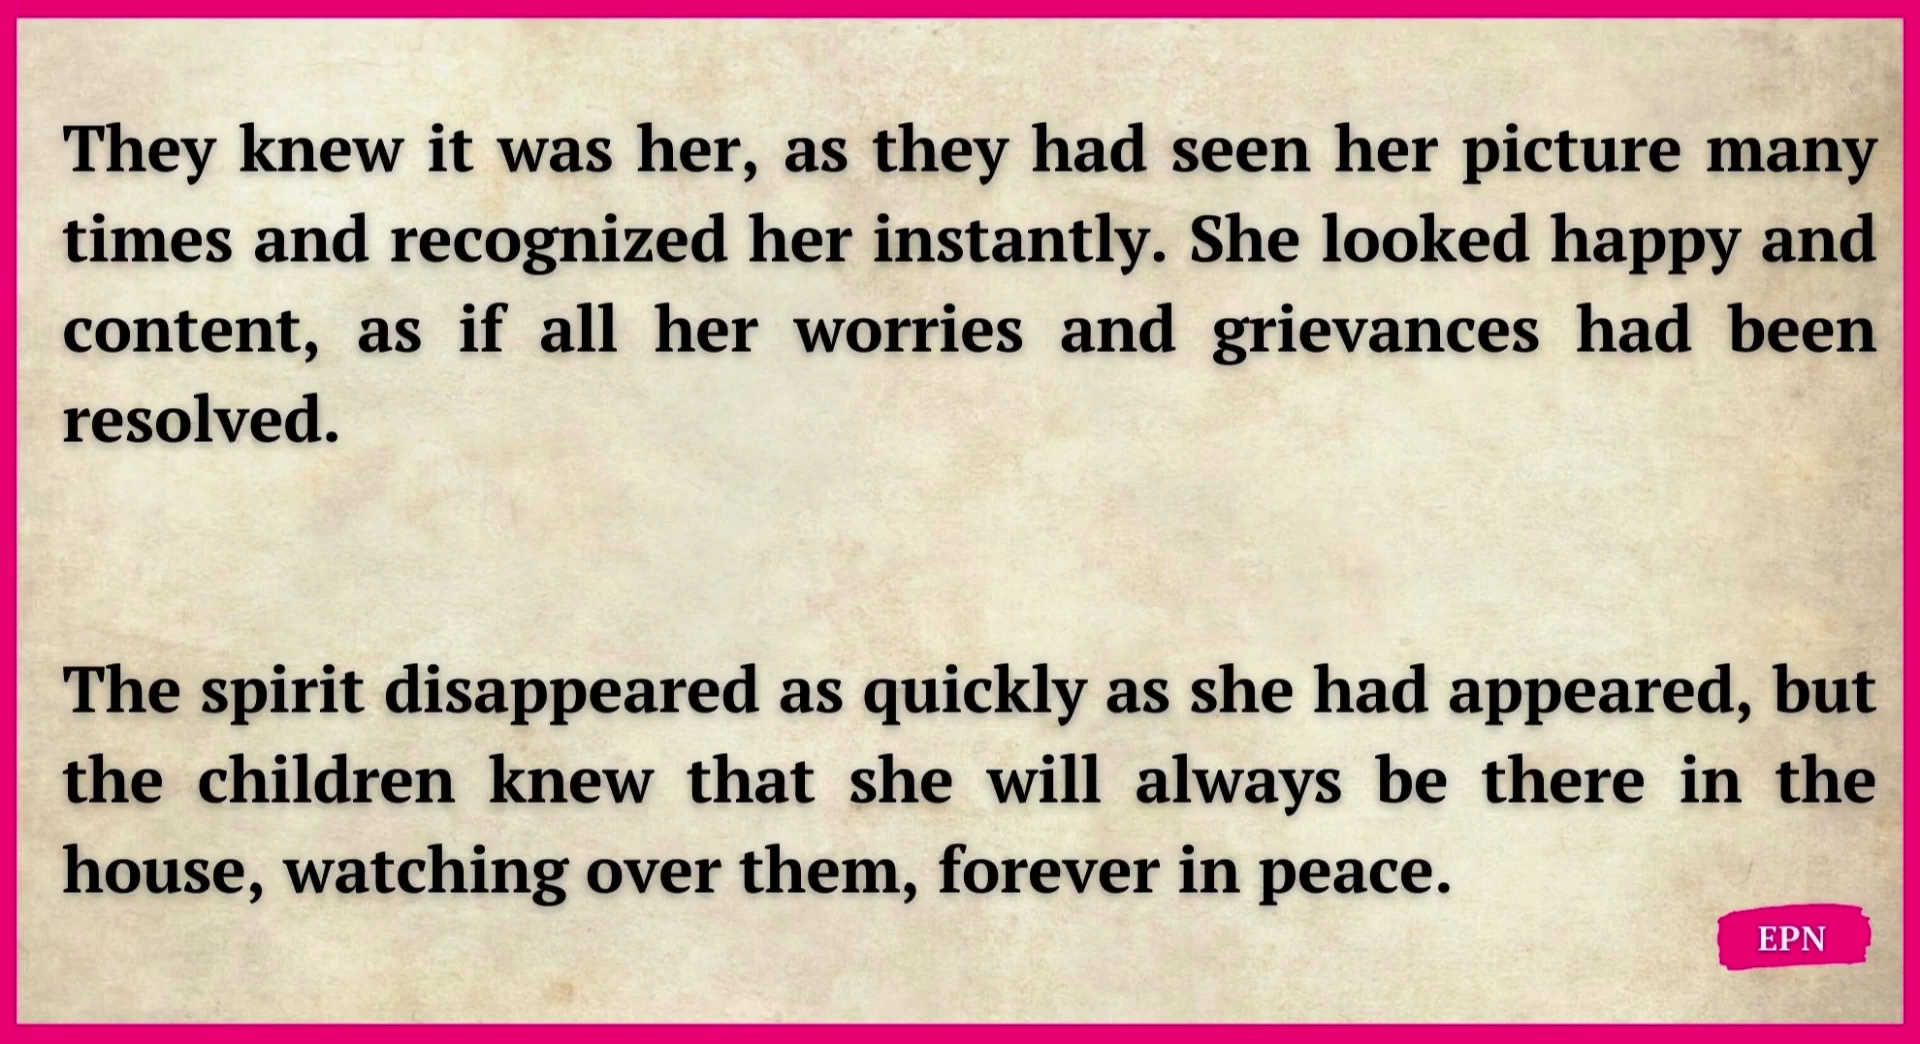 They knew it was her, as they had seen her picture many
times and recognized her instantly. She looked happy and
content, as if all her worries and grievances had been
resolved.
The spirit disappeared as quickly as she had appeared, but
the children knew that she will always be there in the
house, watching over them, forever in peace.
EPN